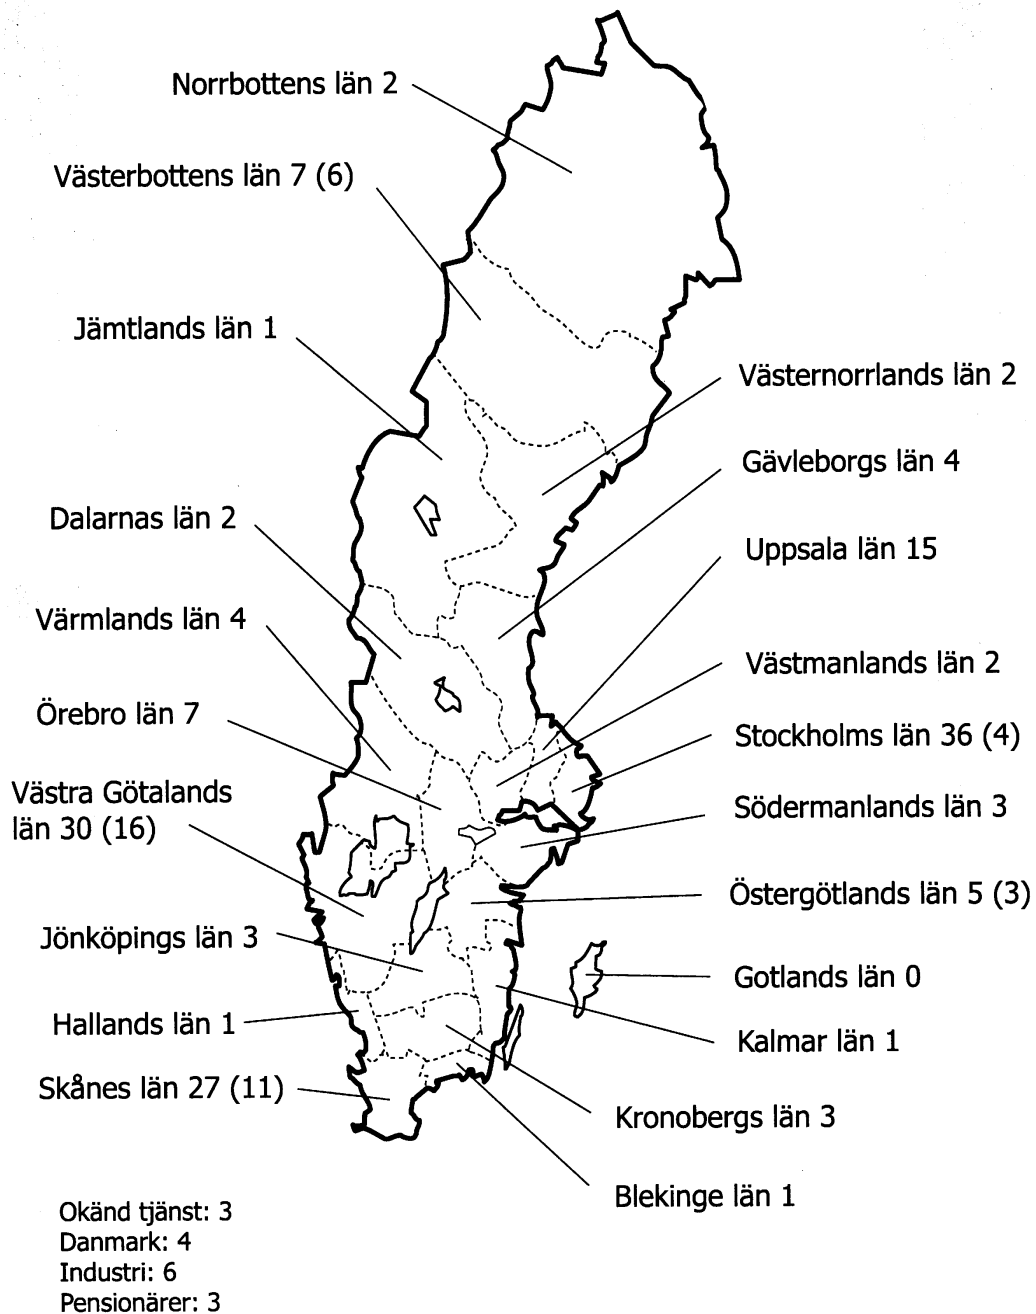 Norrbottens län 2
Västerbottens län 7 (6)
Jämtlands län 1
Västernorrlands län 2
Gävleborgs län 4
Dalarnas län 2
Uppsala län 15
Värmlands län 4
Västmanlands län 2
Örebro län 7
Stockholms län 36 (4)
Västra Götalands
län 30 (16)
Södermanlands län 3
Östergötlands län 5 (3)
Jönköpings län 3
Gotlands län 0
Hallands län 1
Kalmar län 1
Skånes län 27 (11)
Kronobergs län 3
Blekinge län 1
Okänd tjänst: 3
Danmark: 4
Industri: 6
Pensionärer: 3